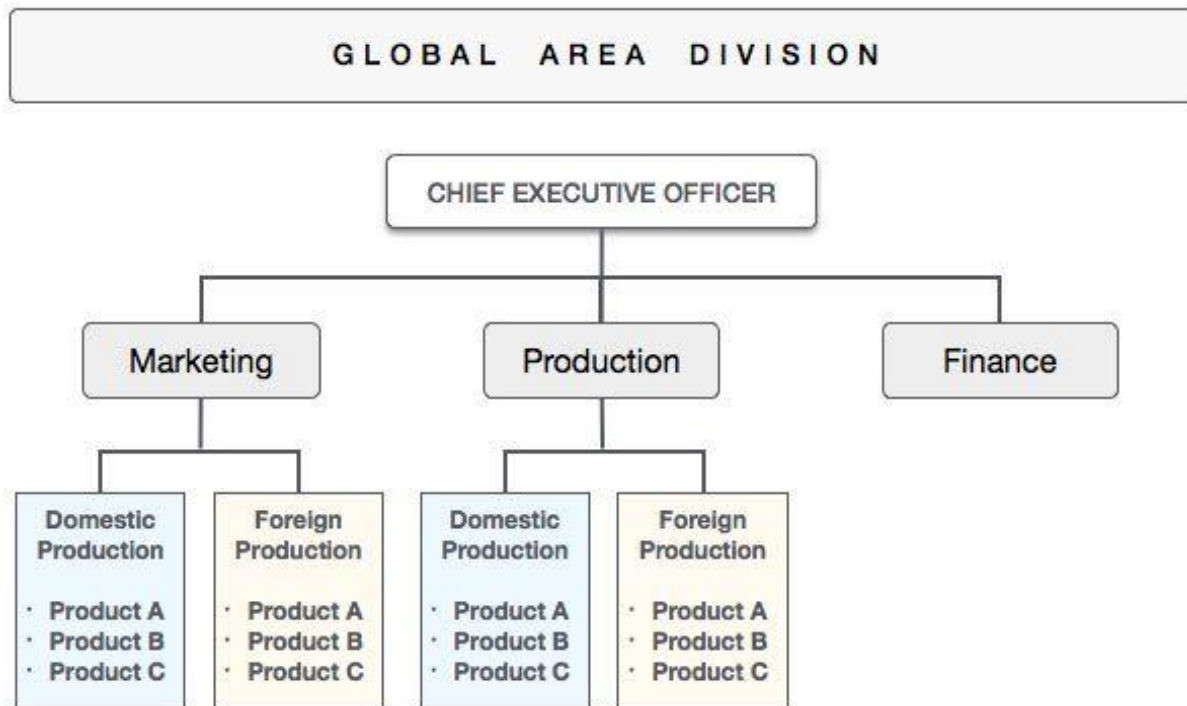 GLOBAL AREA DIVISION
CHIEF EXECUTIVE OFFICER
Marketing
Production
Finance
Domestic
Production
· Product A
· Product B
· Product C
Foreign
Production
· Product A
· Product B
· Product C
Domestic
Production
· Product A
· Product B
· Product C
Foreign
Production
· Product A
· Product B
· Product C